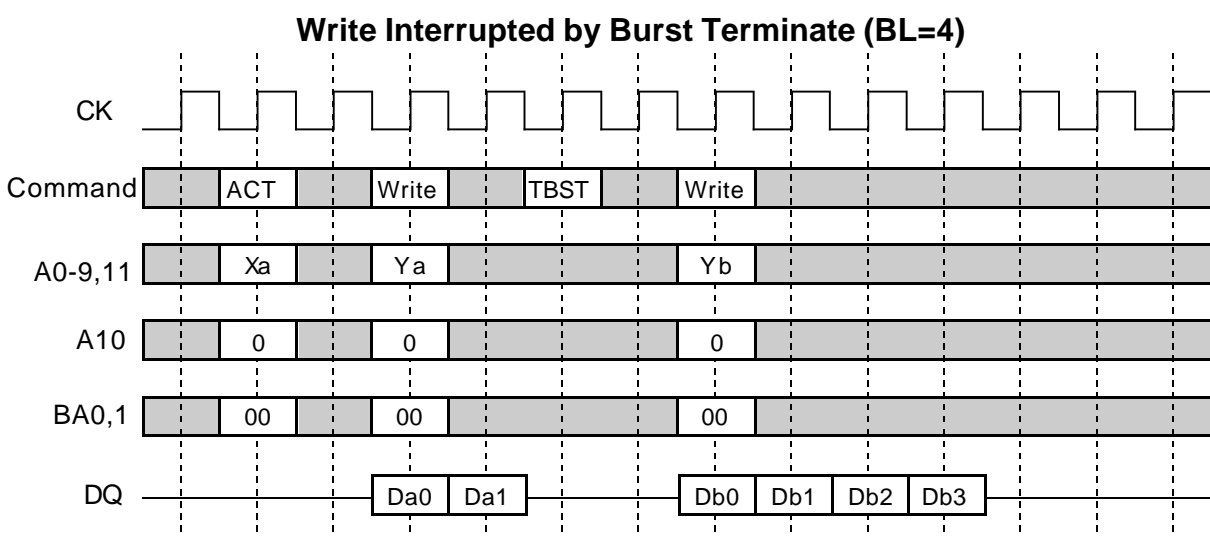 Write Interrupted by Burst Terminate (BL=4)
CK
Command ACT Write TBST Write
A0-9,11 Xa Ya Yb
A10 0 0 0
BA0,1 00 00 00
DQ Da0 Da1 Db0 Db1 Db2 Db3